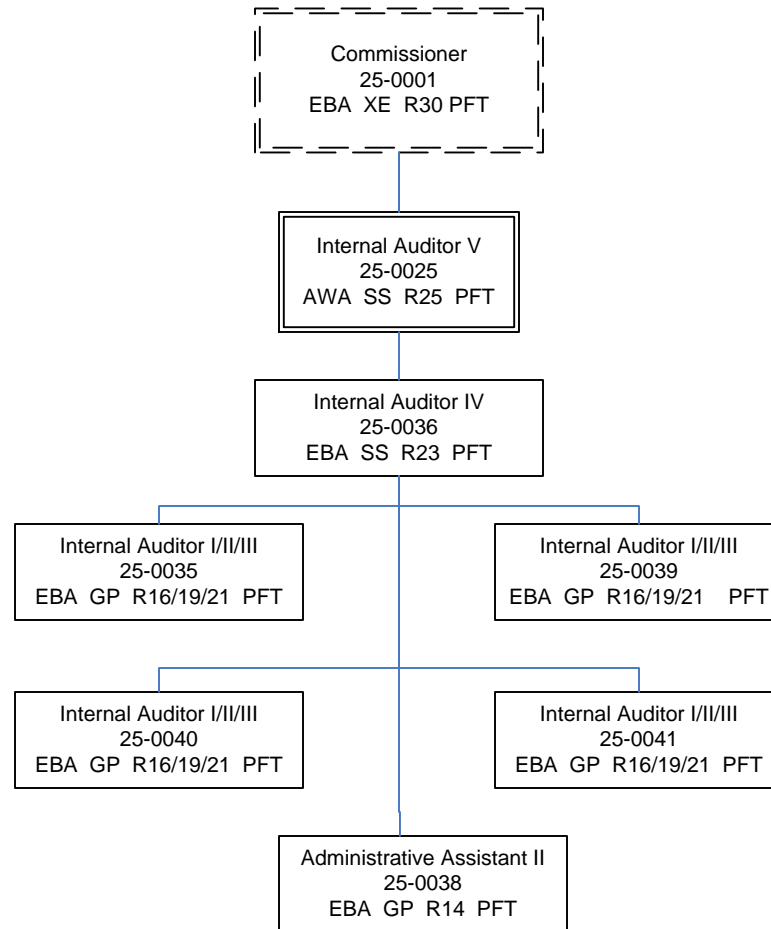 Commissioner
25-0001
EBA XE R30 PFT
Internal Auditor V
25-0025
AWA SS R25 PFT
Internal Auditor IV
25-0036
EBA SS R23 PFT
Internal Auditor I/II/III
25-0035
EBA GP R16/19/21 PFT
Internal Auditor I/II/III
25-0039
EBA GP R16/19/21 PFT
Internal Auditor I/II/III
25-0040
EBA GP R16/19/21 PFT
Internal Auditor I/II/III
25-0041
EBA GP R16/19/21 PFT
Administrative Assistant II
25-0038
EBA GP R14 PFT